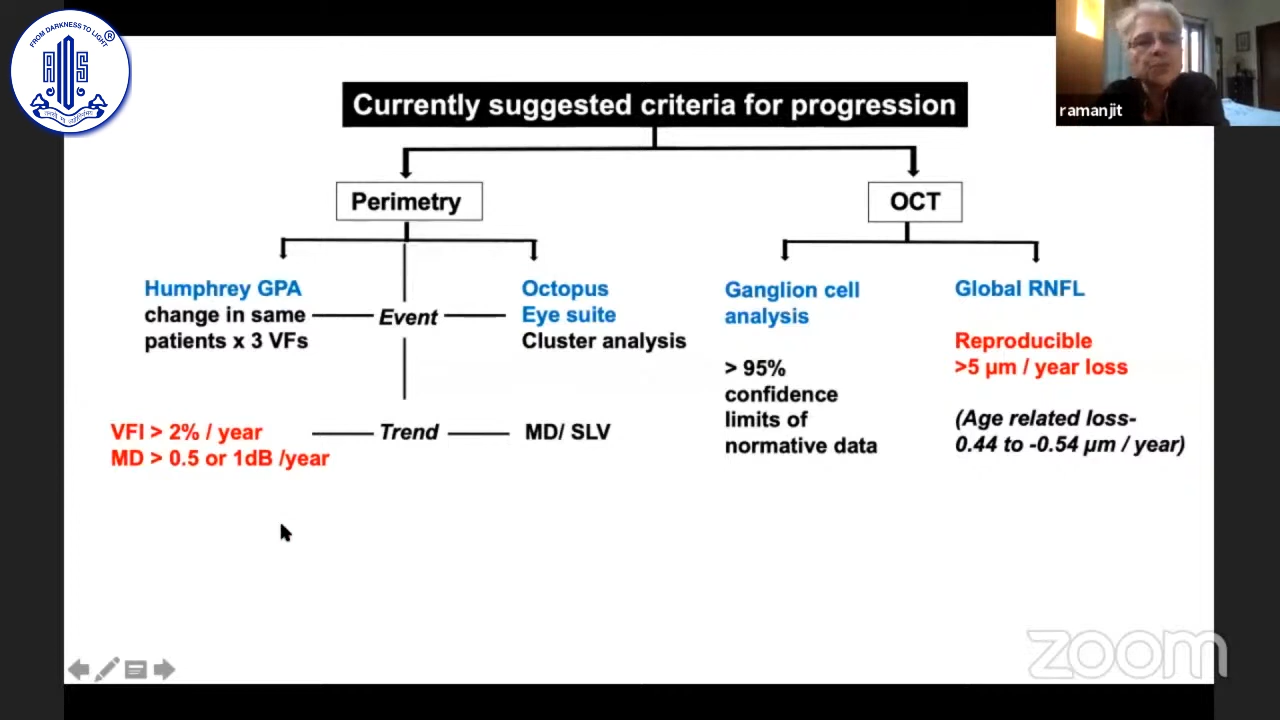 FROM DARKNESS TO LIGHT
®
AIOS
ramanjit
Currently suggested criteria for progression
Perimetry
OCT
Humphrey GPA
change in same
patients x 3 VFs
Event
Octopus
Eye suite
Cluster analysis
VFI > 2% / year
MD > 0.5 or 1dB /year
Trend
MD/ SLV
Ganglion cell
analysis
> 95%
confidence
limits of
normative data
Global RNFL
Reproducible
>5 µm / year loss
(Age related loss-
0.44 to -0.54 µm / year)
zoom